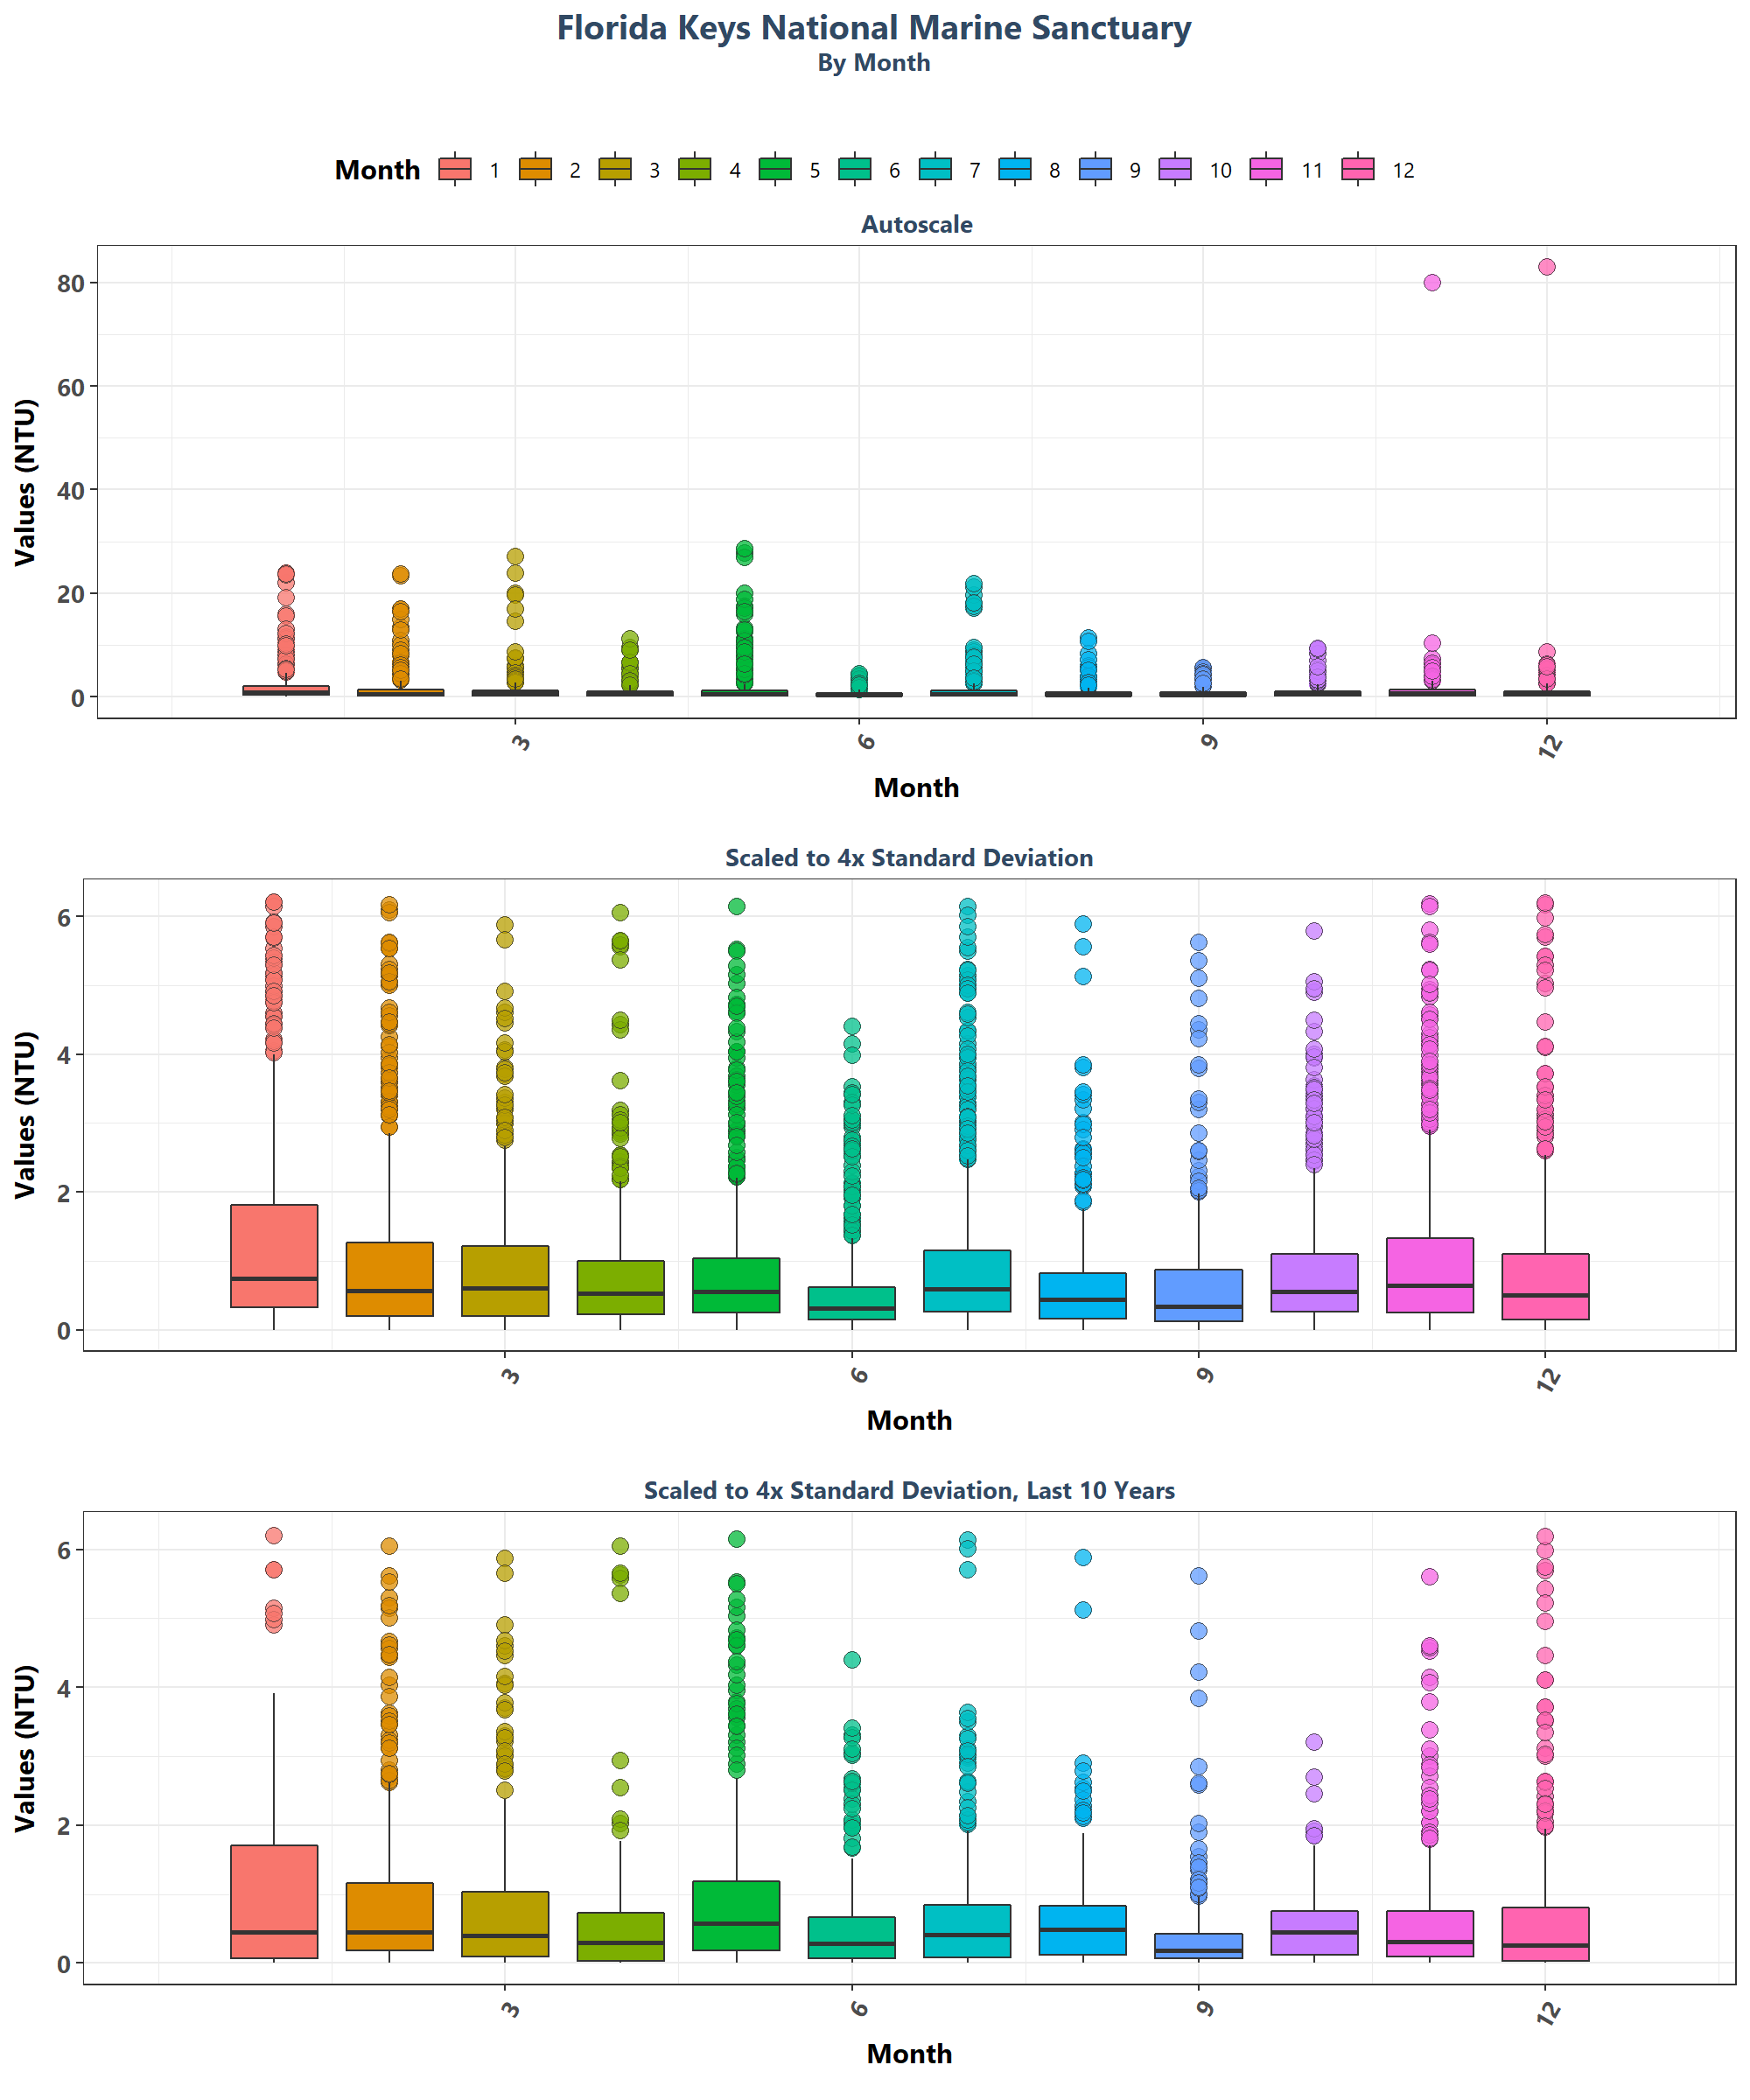 Florida Keys National Marine Sanctuary
By Month
Month 1 2 3 4 5 6 7 8 9 10 11 12
Autoscale
80
60
40
20
0
Values (NTU)
3 6 9 12
Month
Scaled to 4x Standard Deviation
6
4
2
0
Values (NTU)
3 6 9 12
Month
Scaled to 4x Standard Deviation, Last 10 Years
6
4
2
0
Values (NTU)
3 6 9 12
Month